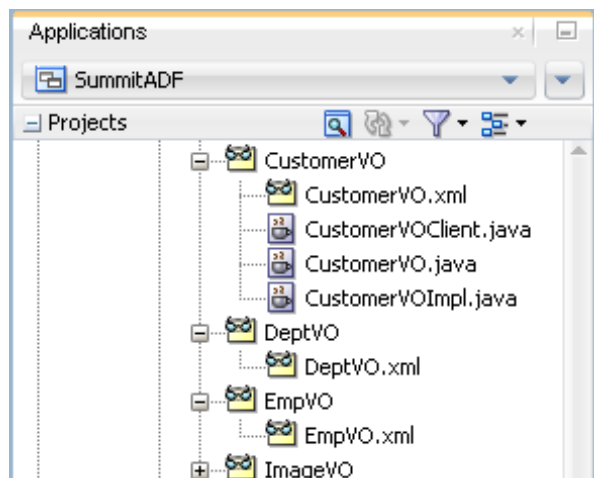 Applications
SummitADF
Projects
CustomerVO
CustomerVO.xml
CustomerVOClient.java
CustomerVO.java
CustomerVOImpl.java
DeptVO
DeptVO.xml
EmpVO
EmpVO.xml
ImageVO